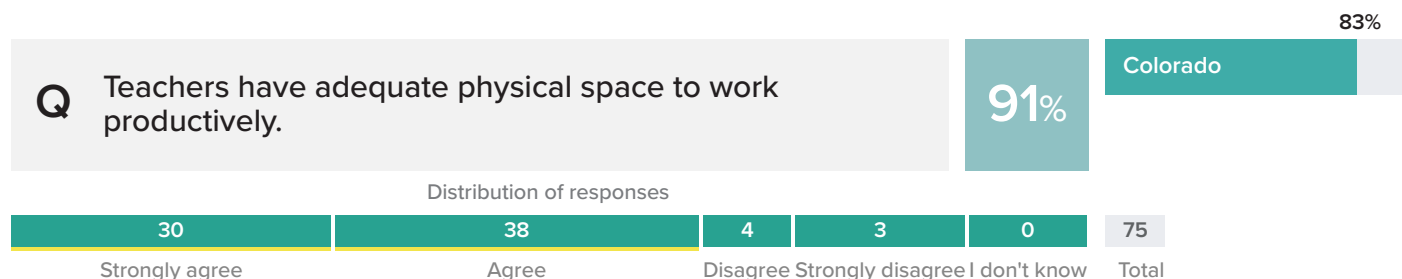 83%
Q Teachers have adequate physical space to work
productively.
91%
Colorado
Distribution of responses
30 38 4 3 0 75
Strongly agree Agree Disagree Strongly disagree I don't know Total